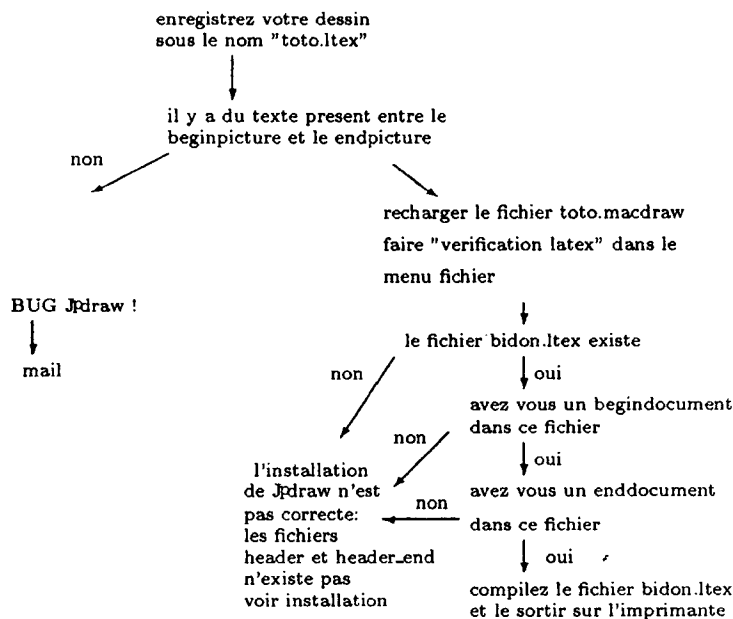 enregistrez votre dessin
sous le nom "toto.ltex"
il y a du texte present entre le
beginpicture et le endpicture
non
recharger le fichier toto.macdraw
faire "verification latex" dans le
menu fichier
BUG Jpdraw !
mail
le fichier bidon.ltex existe
non
oui
avez vous un begindocument
dans ce fichier
non
oui
l'installation
de Jpdraw n'est
pas correcte:
les fichiers
header et header_end
n'existe pas
voir installation
avez vous un enddocument
non
dans ce fichier
oui
compilez le fichier bidon.ltex
et le sortir sur l'imprimante